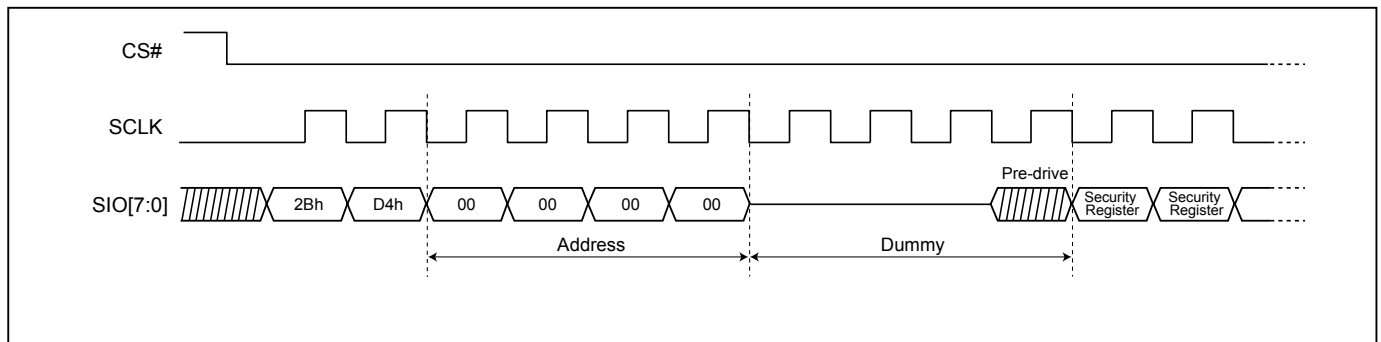 CS#
SCLK
Pre-drive
SIO[7:0]
2Bh
D4h
00
00
00
00
Security
Register
Security
Register
Address
Dummy